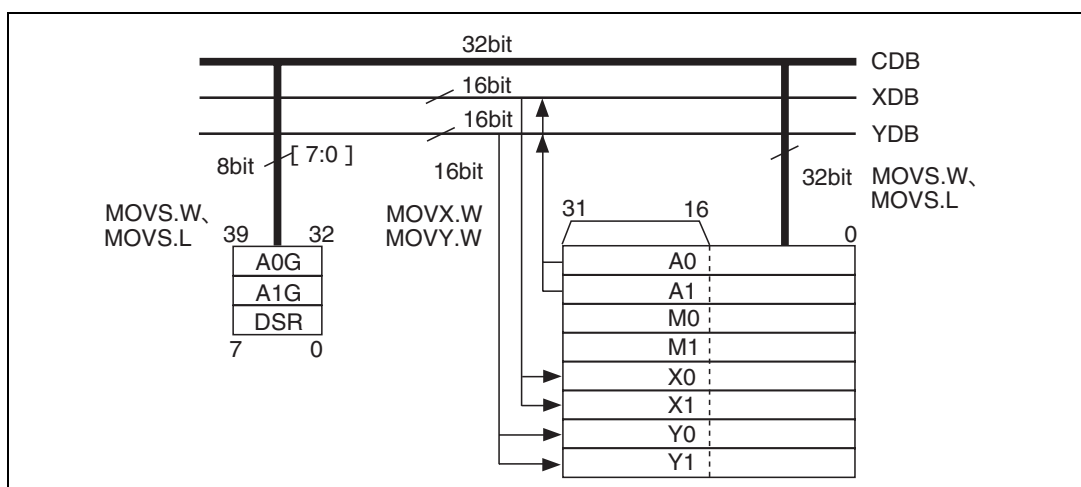 32bit
CDB
16bit
XDB
16bit
YDB
8bit
[ 7:0 ]
16bit
32bit
MOVS.W、
MOVS.L
MOVS.W、
MOVS.L
MOVX.W
MOVY.W
39 32
31 16 0
A0G
A1G
DSR
7 0
A0
A1
M0
M1
X0
X1
Y0
Y1